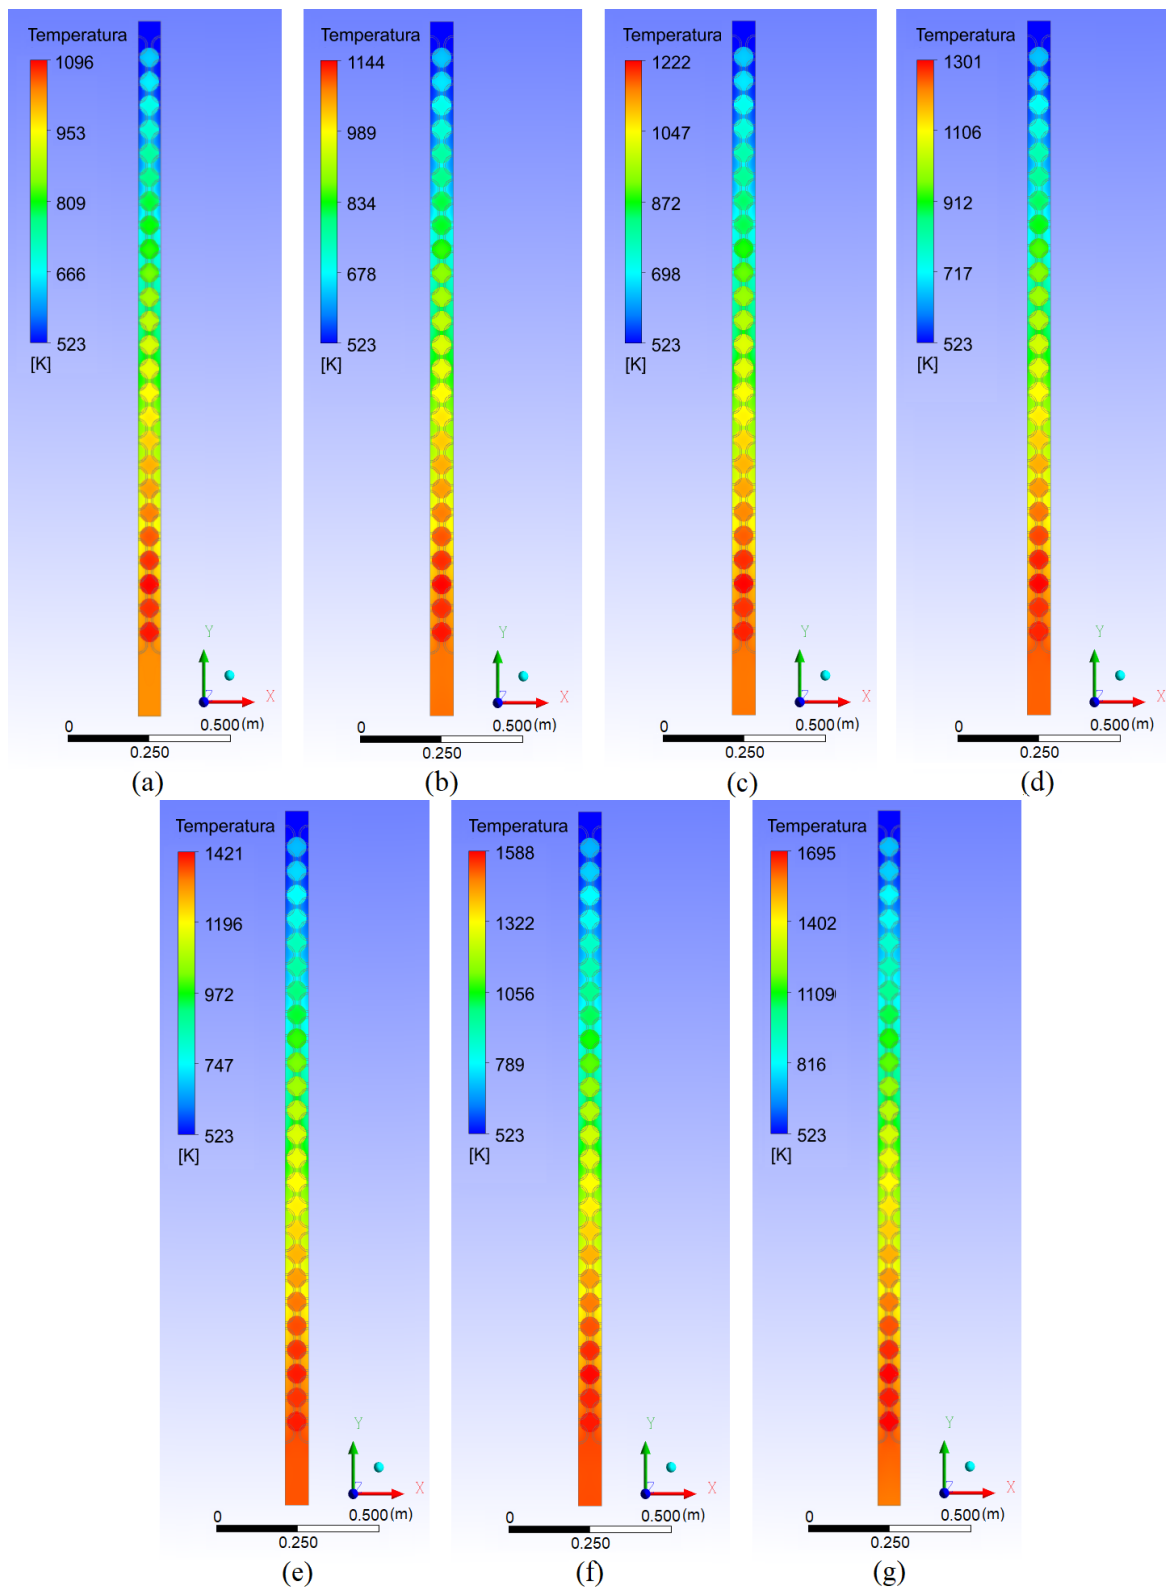 Temperatura
1096
953
809
666
523
[K]
Y
Z
X
0
0.500 (m)
0.250
(a)
Temperatura
1144
989
834
678
523
[K]
Y
Z
X
0
0.500 (m)
0.250
(b)
Temperatura
1222
1047
872
698
523
[K]
Y
Z
X
0
0.500 (m)
0.250
(c)
Temperatura
1301
1106
912
717
523
[K]
Y
Z
X
0
0.500 (m)
0.250
(d)
Temperatura
1421
1196
972
747
523
[K]
Y
Z
X
0
0.500 (m)
0.250
(e)
Temperatura
1588
1322
1056
789
523
[K]
Y
Z
X
0
0.500 (m)
0.250
(f)
Temperatura
1695
1402
1109
816
523
[K]
Y
Z
X
0
0.500 (m)
0.250
(g)